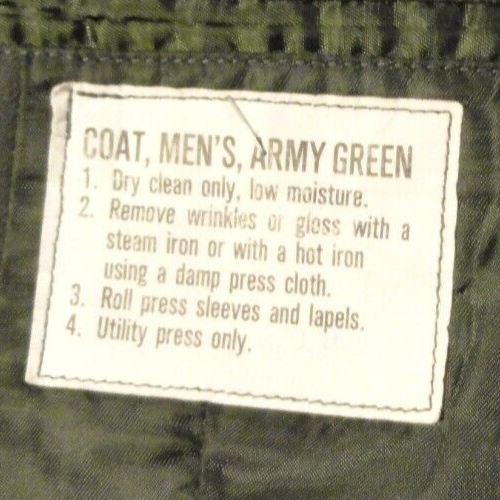 COAT, MEN'S, ARMY GREEN
1. Dry clean only, low moisture.
2. Remove wrinkles or gloss with a
steam iron or with a hot iron
using a damp press cloth.
3. Roll press sleeves and lapels.
4. Utility press only.